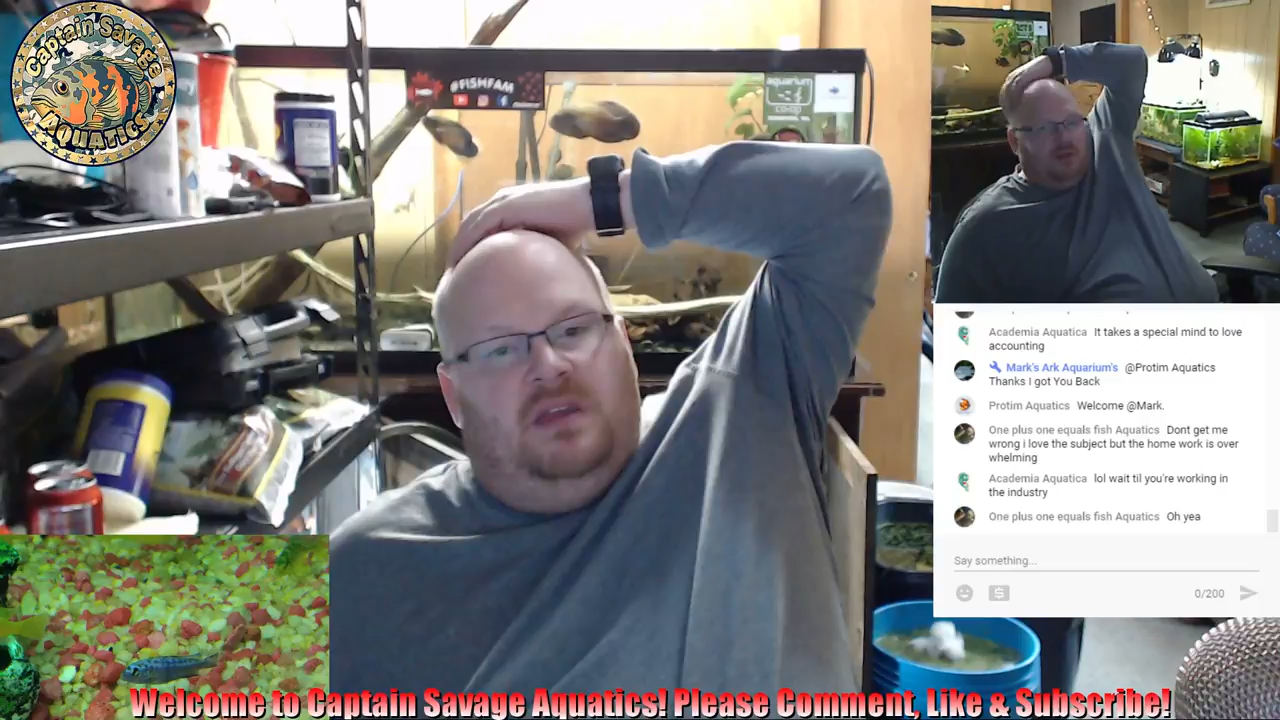 Captain Savage
AQUATICS
#FISHFAM
aquarium
CO-OP
Academia Aquatica It takes a special mind to love
accounting
Mark's Ark Aquarium's @Protim Aquatics
Thanks I got You Back
Protim Aquatics Welcome @Mark.
One plus one equals fish Aquatics Dont get me
wrong i love the subject but the home work is over
whelming
Academia Aquatica lol wait til you're working in
the industry
One plus one equals fish Aquatics Oh yea
Say something...
0/200
Welcome to Captain Savage Aquatics! Please Comment, Like & Subscribe!